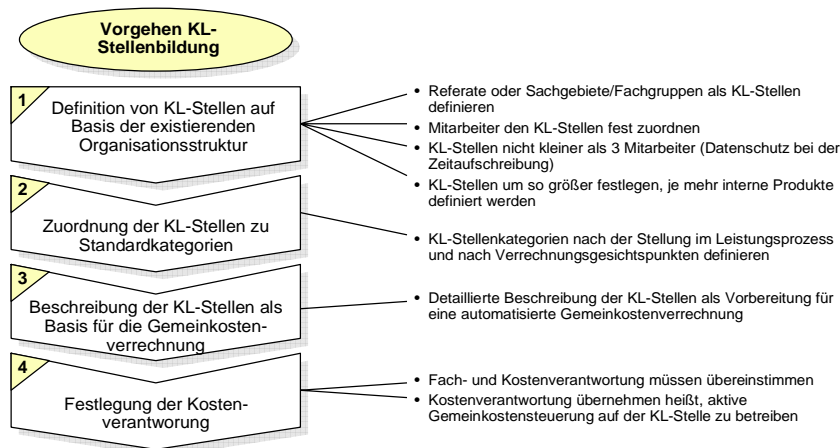 Vorgehen KL-
Stellenbildung
1
Definition von KL-Stellen auf
Basis der existierenden
Organisationsstruktur
• Referate oder Sachgebiete/Fachgruppen als KL-Stellen
definieren
• Mitarbeiter den KL-Stellen fest zuordnen
• KL-Stellen nicht kleiner als 3 Mitarbeiter (Datenschutz bei der
Zeitaufschreibung)
• KL-Stellen um so größer festlegen, je mehr interne Produkte
definiert werden
2
Zuordnung der KL-Stellen zu
Standardkategorien
• KL-Stellenkategorien nach der Stellung im Leistungsprozess
und nach Verrechnungsgesichtspunkten definieren
3
Beschreibung der KL-Stellen als
Basis für die Gemeinkosten-
verrechnung
• Detaillierte Beschreibung der KL-Stellen als Vorbereitung für
eine automatisierte Gemeinkostenverrechnung
4
Festlegung der Kosten-
verantworung
• Fach- und Kostenverantwortung müssen übereinstimmen
• Kostenverantwortung übernehmen heißt, aktive
Gemeinkostensteuerung auf der KL-Stelle zu betreiben